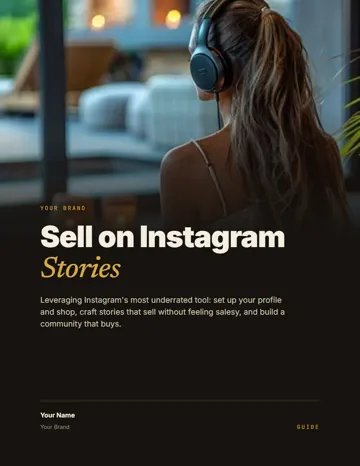 YOUR BRAND
Sell on Instagram
Stories
Leveraging Instagram's most underrated tool: set up your profile
and shop, craft stories that sell without feeling salesy, and build a
community that buys.
Your Name
Your Brand
GUIDE